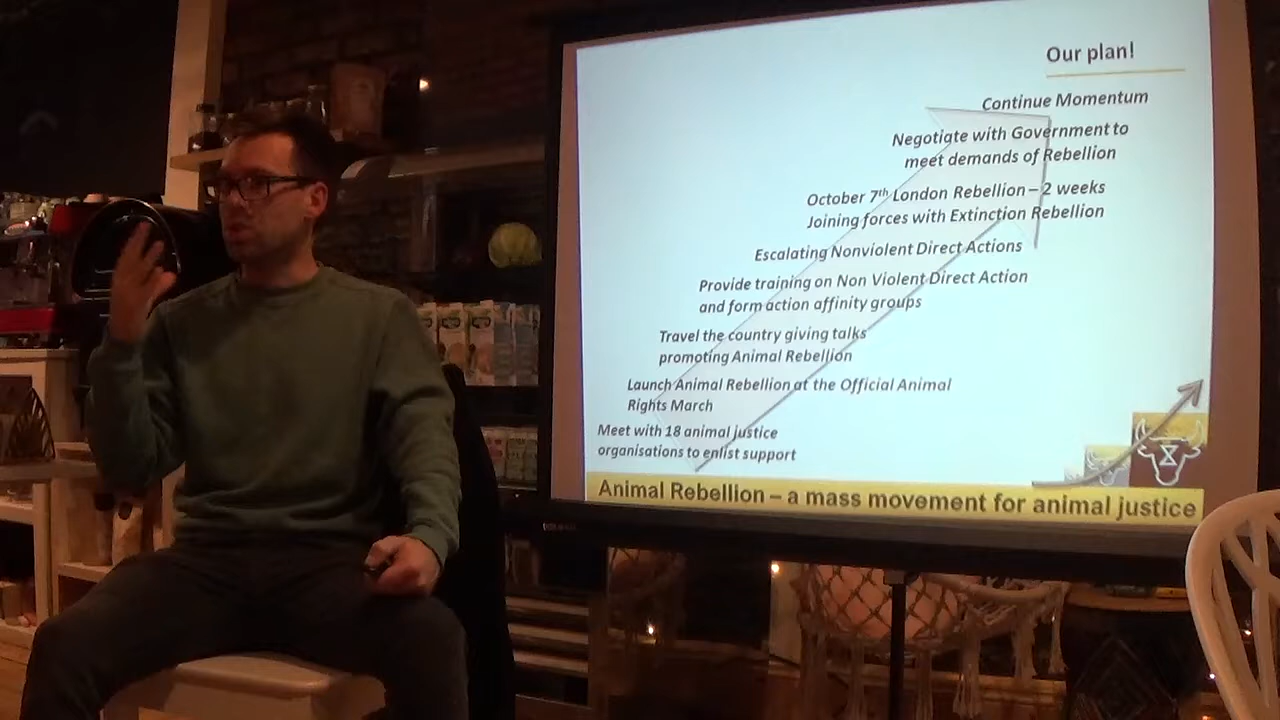 Our plan!
Continue Momentum
Negotiate with Government to
meet demands of Rebellion
October 7th London Rebellion – 2 weeks
Joining forces with Extinction Rebellion
Escalating Nonviolent Direct Actions
Provide training on Non Violent Direct Action
and form action affinity groups
Travel the country giving talks
promoting Animal Rebellion
Launch Animal Rebellion at the Official Animal
Rights March
Meet with 18 animal justice
organisations to enlist support
Animal Rebellion – a mass movement for animal justice